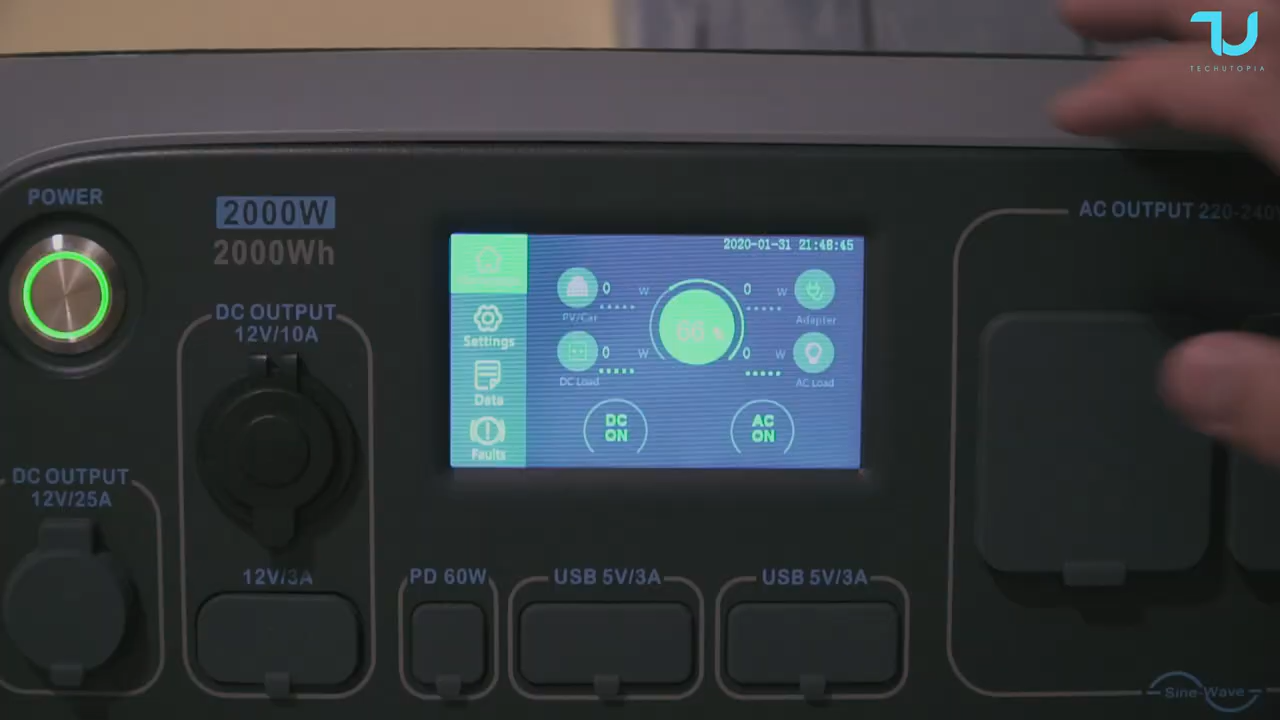 TU
TECHUTOPIA
POWER
2000W
2000Wh
DC OUTPUT
12V/10A
DC OUTPUT
12V/25A
12V/3A
PD 60W
USB 5V/3A
USB 5V/3A
AC OUTPUT 220-240
Sine-Wave
2020-01-31 21:48:45
Settings
Data
Faults
0 W
PV/Car
0 W
DC Load
66 %
0 W
Adapter
0 W
AC Load
DC
ON
AC
ON